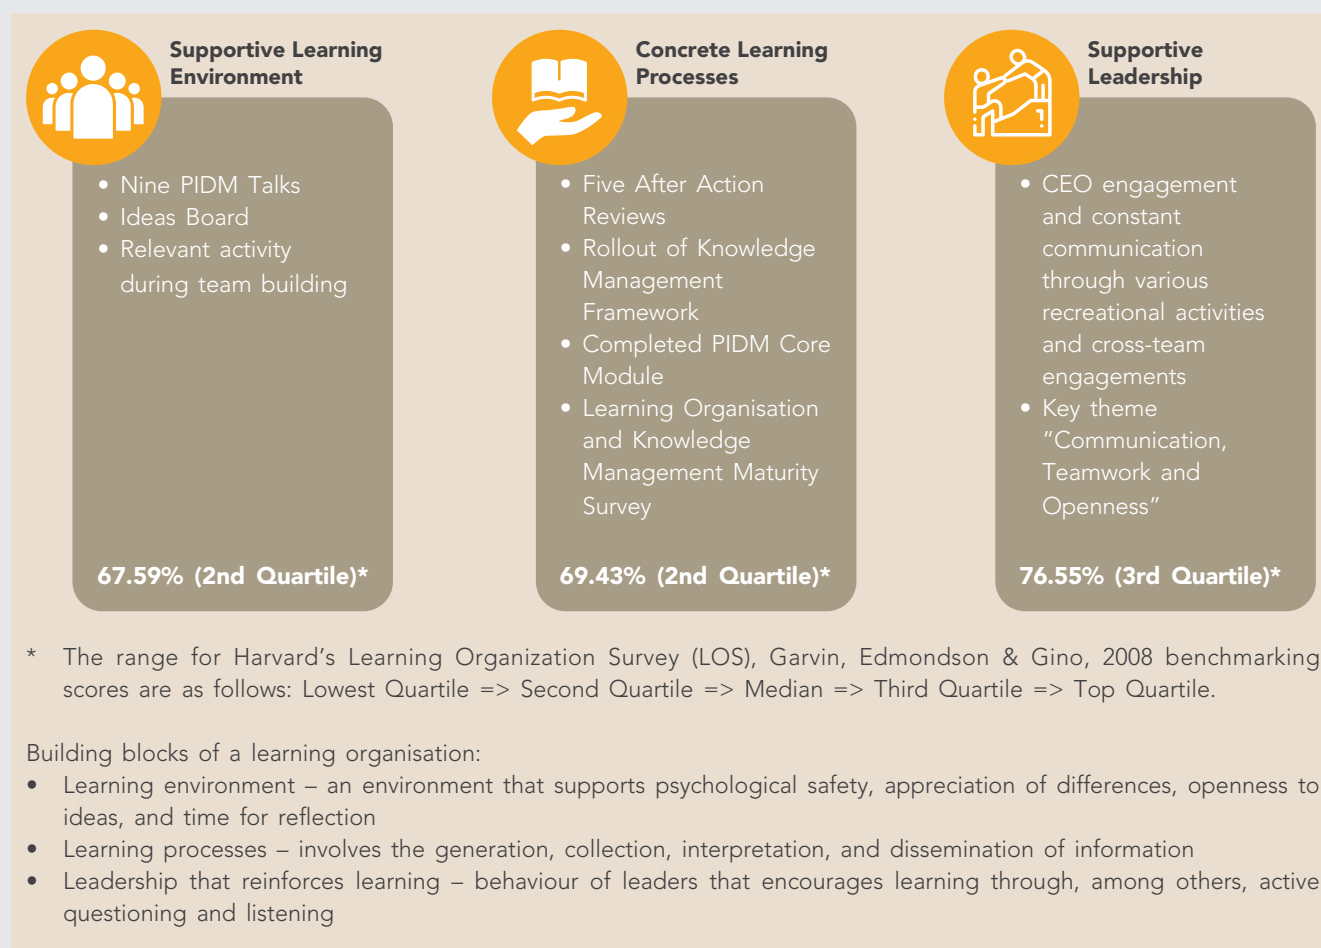 Supportive Learning
Environment
• Nine PIDM Talks
• Ideas Board
• Relevant activity
during team building
67.59% (2nd Quartile)*
Concrete Learning
Processes
• Five After Action
Reviews
• Rollout of Knowledge
Management
Framework
• Completed PIDM Core
Module
• Learning Organisation
and Knowledge
Management Maturity
Survey
69.43% (2nd Quartile)*
Supportive
Leadership
• CEO engagement
and constant
communication
through various
recreational activities
and cross-team
engagements
• Key theme
“Communication,
Teamwork and
Openness”
76.55% (3rd Quartile)*
* The range for Harvard’s Learning Organization Survey (LOS), Garvin, Edmondson & Gino, 2008 benchmarking
scores are as follows: Lowest Quartile => Second Quartile => Median => Third Quartile => Top Quartile.
Building blocks of a learning organisation:
• Learning environment – an environment that supports psychological safety, appreciation of differences, openness to
ideas, and time for reflection
• Learning processes – involves the generation, collection, interpretation, and dissemination of information
• Leadership that reinforces learning – behaviour of leaders that encourages learning through, among others, active
questioning and listening